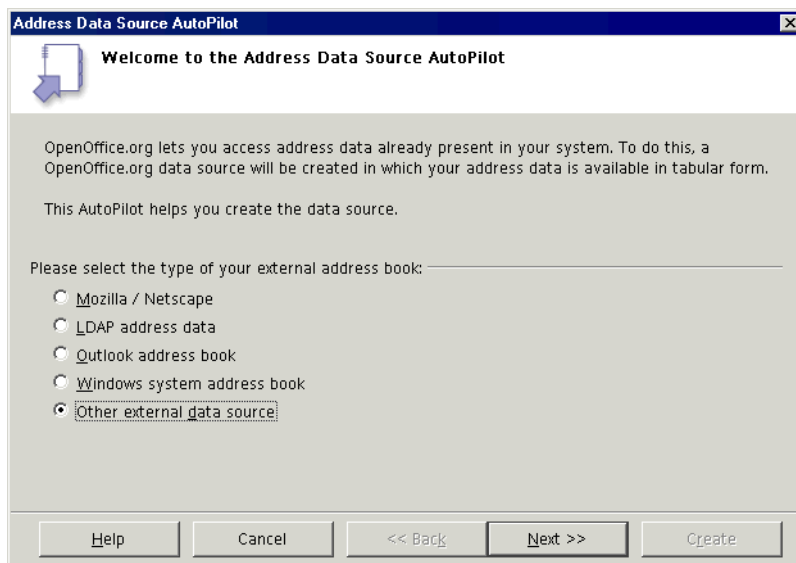 Address Data Source AutoPilot
Welcome to the Address Data Source AutoPilot
OpenOffice.org lets you access address data already present in your system. To do this, a
OpenOffice.org data source will be created in which your address data is available in tabular form.
This AutoPilot helps you create the data source.
Please select the type of your external address book:
Mozilla / Netscape
LDAP address data
Outlook address book
Windows system address book
Other external data source
Help
Cancel
<< Back
Next >>
Create